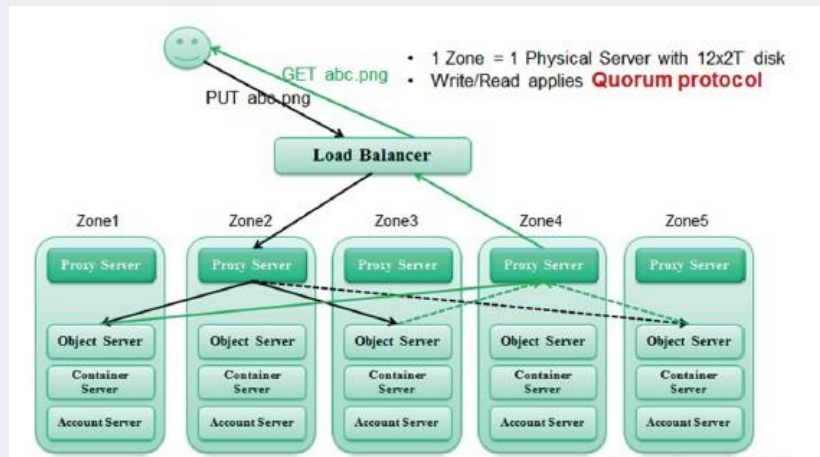 GET abc.png
PUT abc.png
• 1 Zone = 1 Physical Server with 12x2T disk
• Write/Read applies Quorum protocol
Load Balancer
Zone1
Zone2
Zone3
Zone4
Zone5
Proxy Server
Proxy Server
Proxy Server
Proxy Server
Proxy Server
Object Server
Object Server
Object Server
Object Server
Object Server
Container
Server
Container
Server
Container
Server
Container
Server
Container
Server
Account Server
Account Server
Account Server
Account Server
Account Server